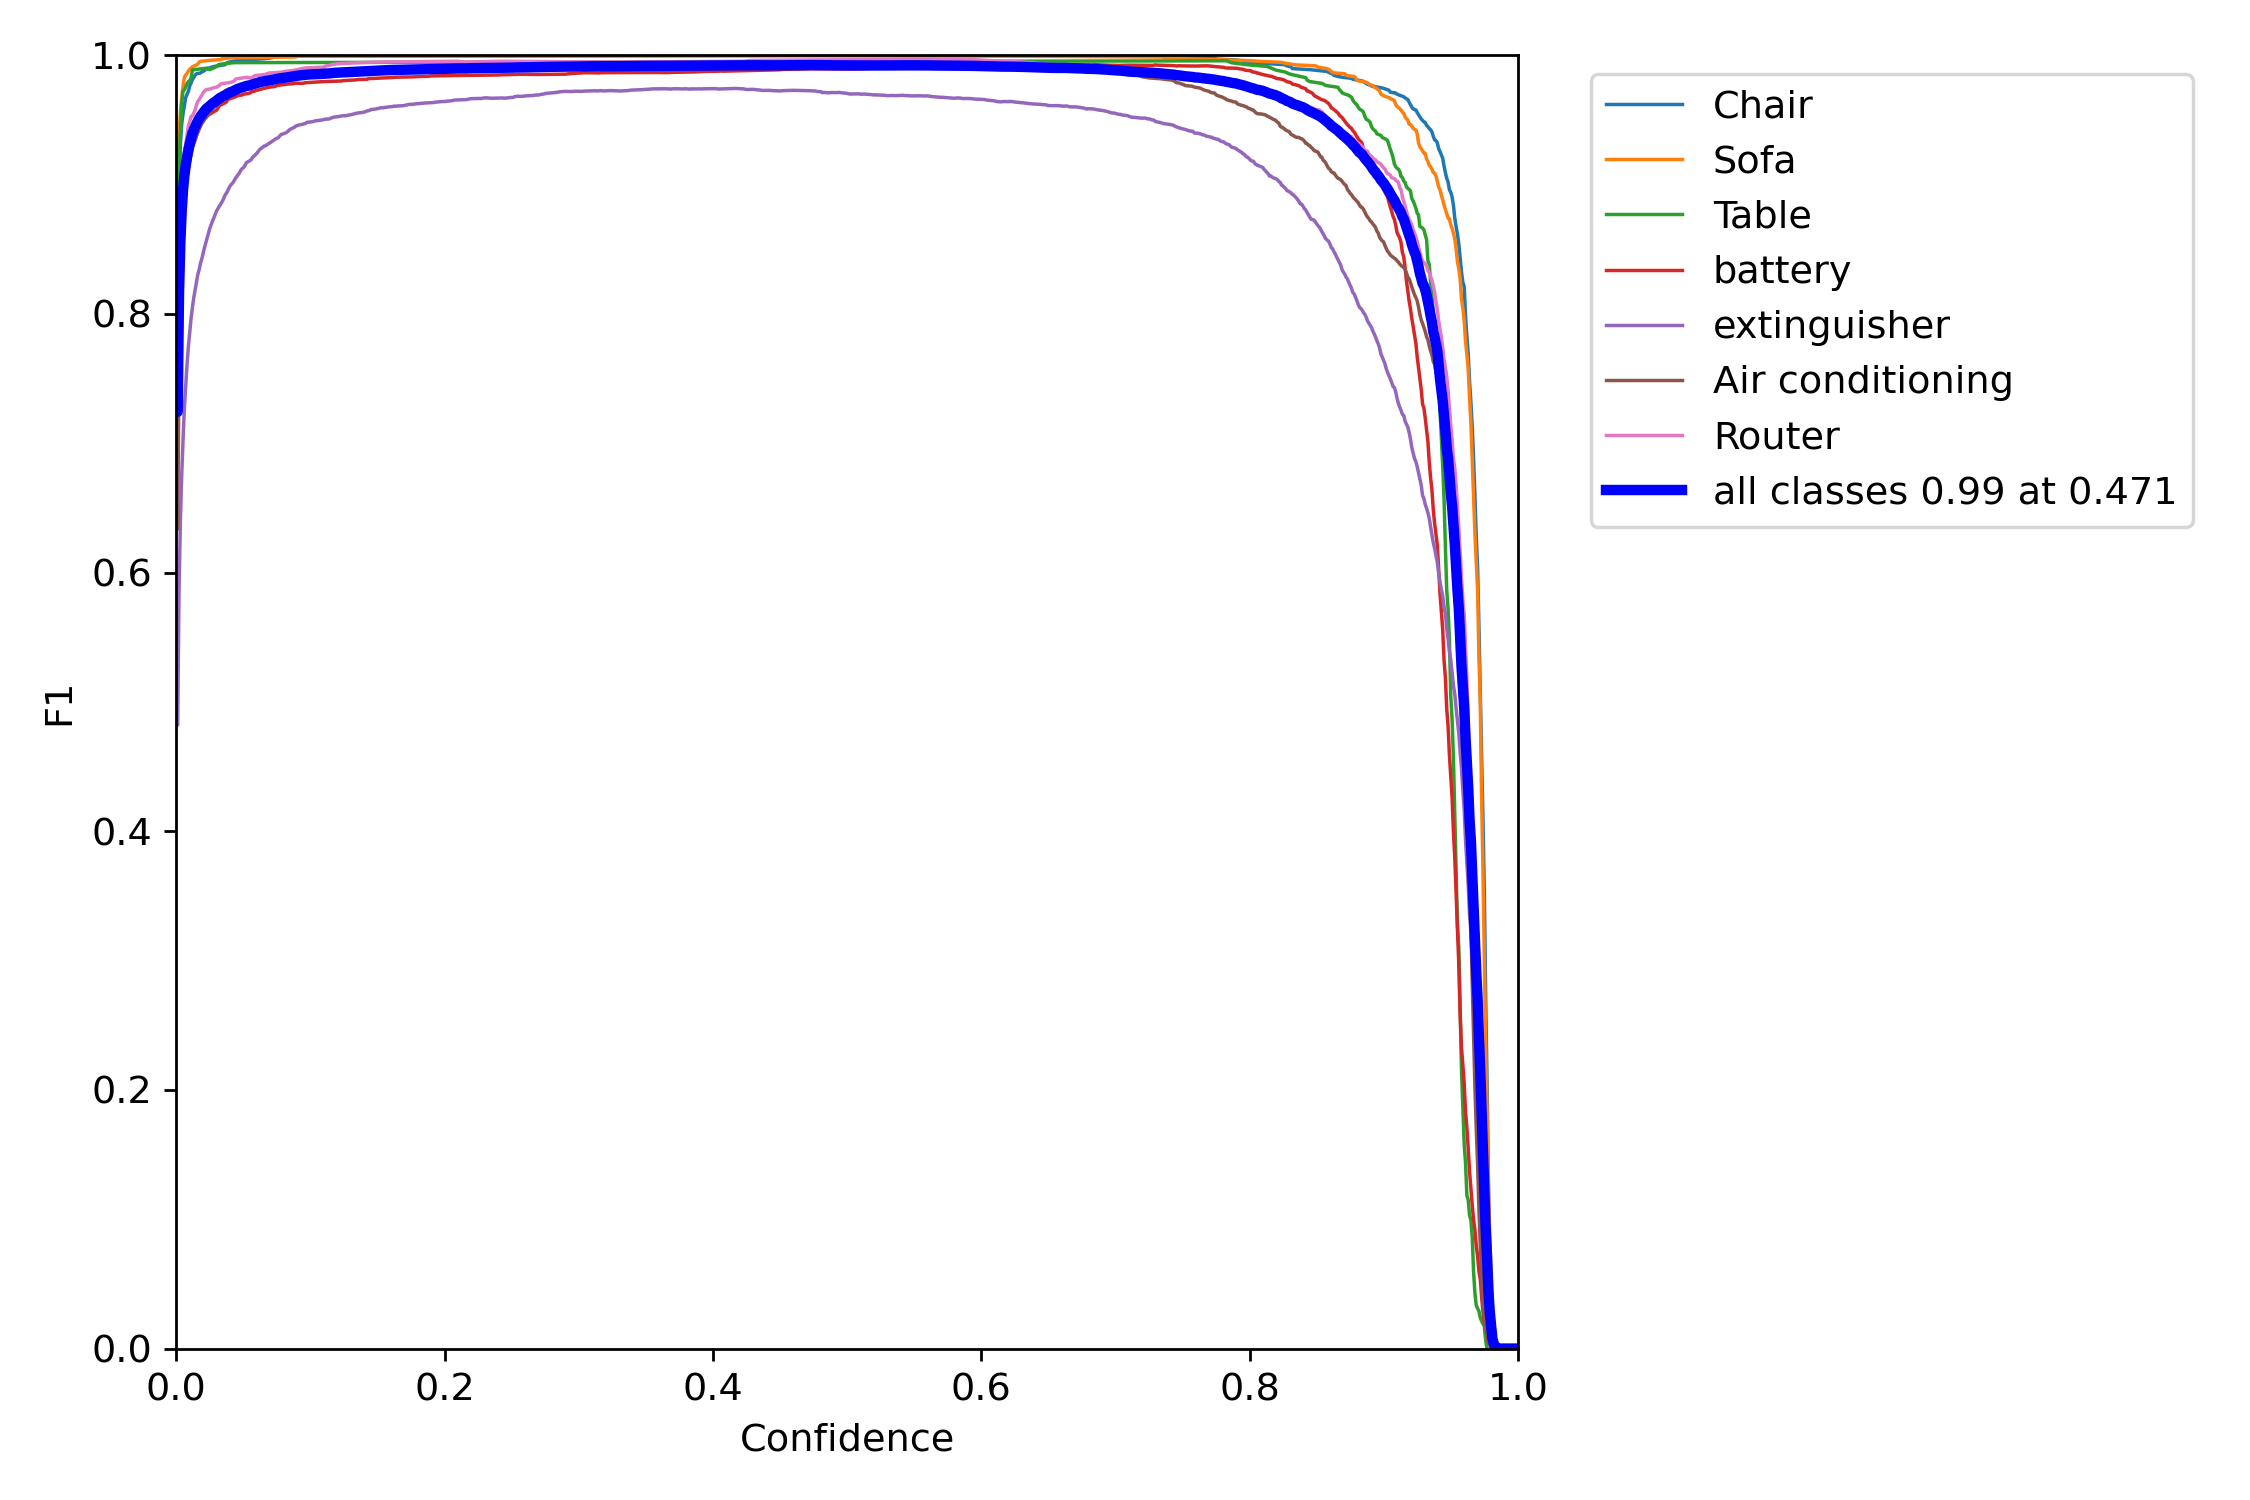 1.0
0.8
0.6
0.4
0.2
0.0
F1
0.0 0.2 0.4 0.6 0.8 1.0
Confidence
Chair
Sofa
Table
battery
extinguisher
Air conditioning
Router
all classes 0.99 at 0.471